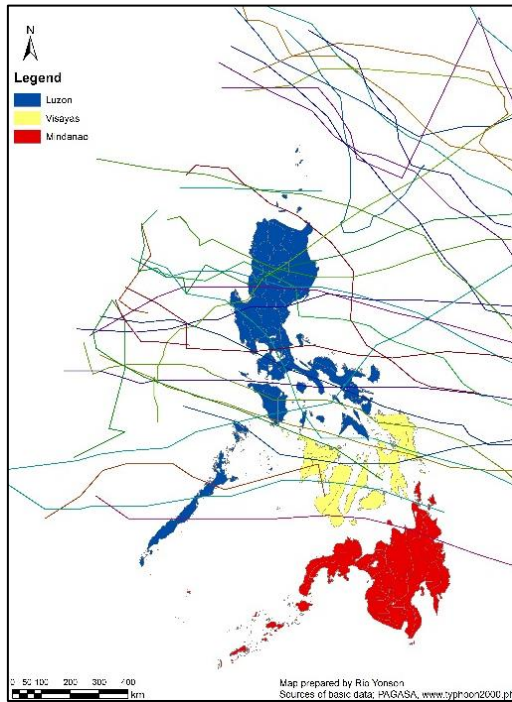 N
Legend
Luzon
Visayas
Mindanac
0 50 100 200 300 400
km
Map prepared by Rio Yonson
Sources of basic data; PAGASA, www.typhoon2000.ph